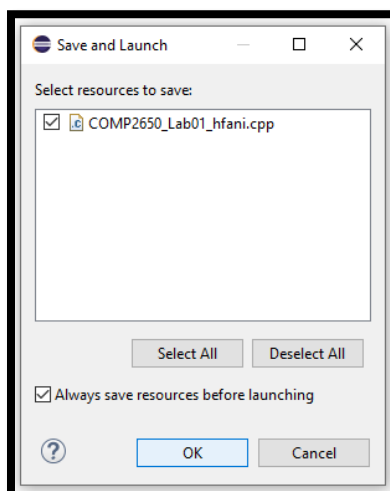 Save and Launch
Select resources to save:
COMP2650_Lab01_hfani.cpp
Select All Deselect All
Always save resources before launching
OK Cancel